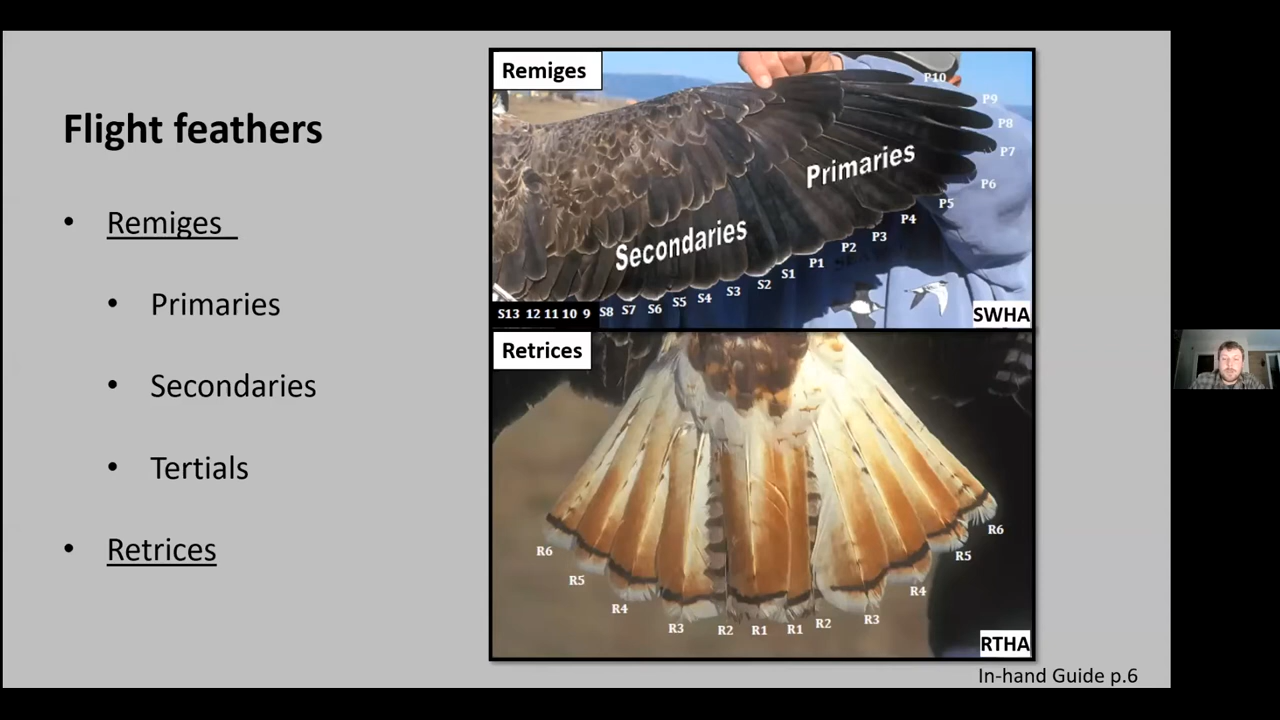 Flight feathers
• Remiges
• Primaries
• Secondaries
• Tertials
• Retrices
Remiges
P10
P9
P8
P7
P6
P5
P4
P3
P2
P1
S1
S2
S3
S4
S5
S6
S7
S8
S13 12 11 10 9
Primaries
Secondaries
SWHA
Retrices
R6
R5
R4
R3
R2
R1
R1
R2
R3
R4
R5
R6
RTHA
In-hand Guide p.6